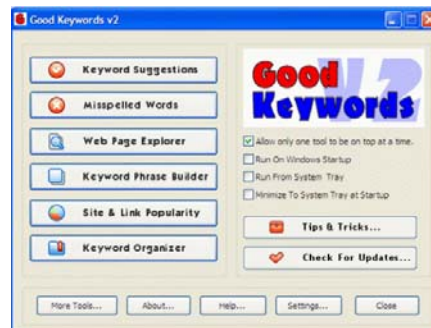 Good Keywords v2
Keyword Suggestions
Misspelled Words
Web Page Explorer
Keyword Phrase Builder
Site & Link Popularity
Keyword Organizer
V2
Good
Keywords
Allow only one tool to be on top at a time.
Run On Windows Startup
Run From System Tray
Minimize To System Tray at Startup
Tips & Tricks...
Check For Updates...
More Tools...
About...
Help...
Settings...
Close